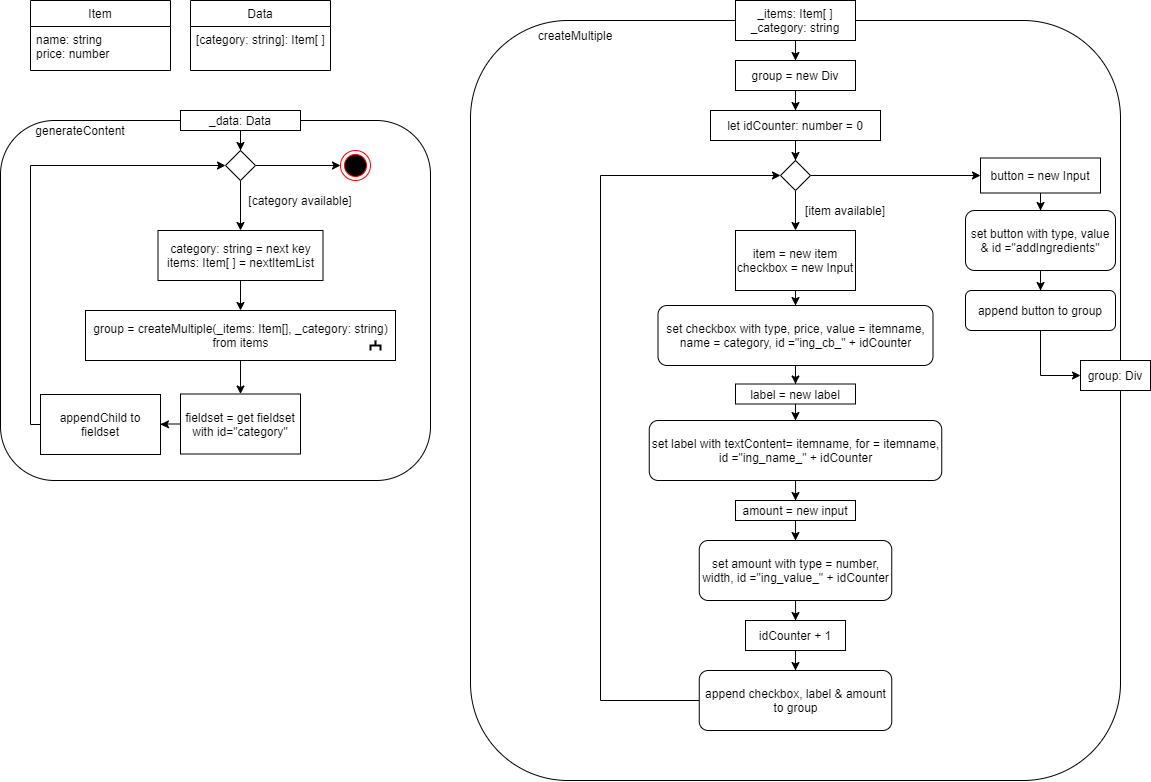 Item
name: string
price: number
Data
[category: string]: Item[ ]
generateContent
_data: Data
[category available]
category: string = next key
items: Item[ ] = nextItemList
group = createMultiple(_items: Item[], _category: string)
from items
fieldset = get fieldset
with id="category"
appendChild to
fieldset
createMultiple
_items: Item[ ]
_category: string
group = new Div
let idCounter: number = 0
[item available]
item = new item
checkbox = new Input
set checkbox with type, price, value = itemname,
name = category, id ="ing_cb_" + idCounter
label = new label
set label with textContent= itemname, for = itemname,
id ="ing_name_" + idCounter
amount = new input
set amount with type = number,
width, id ="ing_value_" + idCounter
idCounter + 1
append checkbox, label & amount
to group
button = new Input
set button with type, value
& id ="addIngredients"
append button to group
group: Div